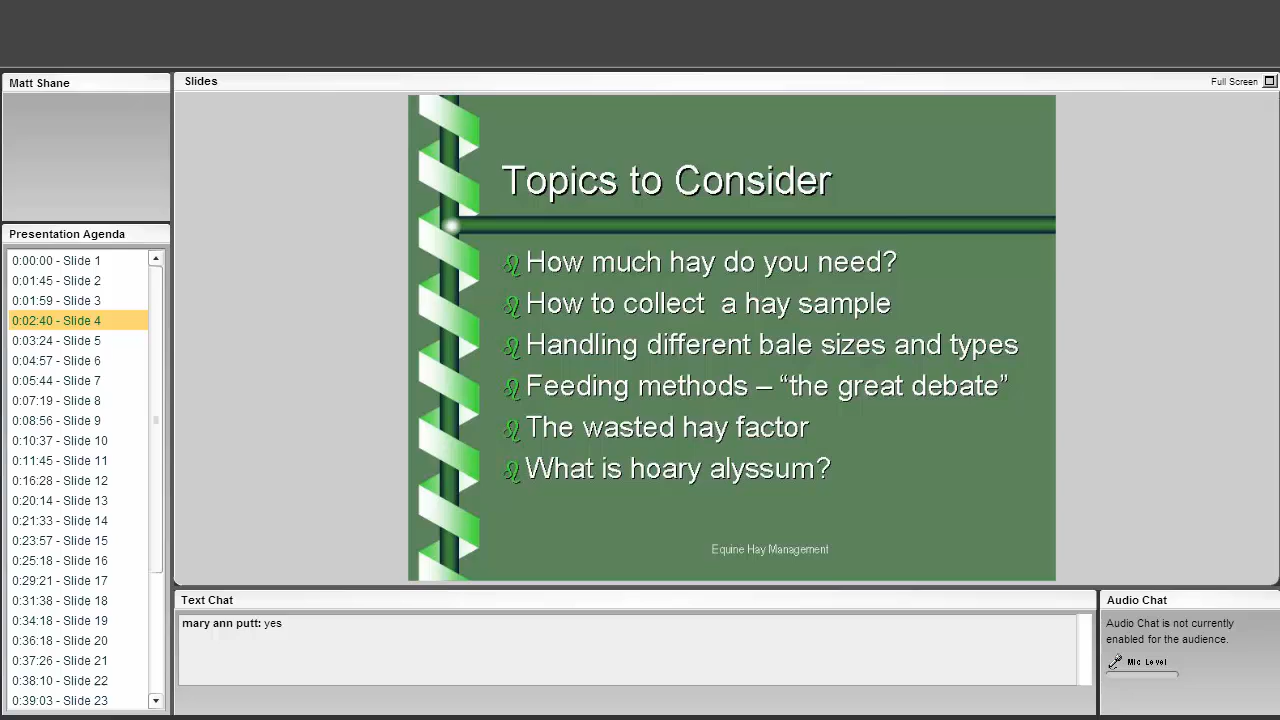 Matt Shane
Slides
Full Screen
Presentation Agenda
0:00:00 - Slide 1
0:01:45 - Slide 2
0:01:59 - Slide 3
0:02:40 - Slide 4
0:03:24 - Slide 5
0:04:57 - Slide 6
0:05:44 - Slide 7
0:07:19 - Slide 8
0:08:56 - Slide 9
0:10:37 - Slide 10
0:11:45 - Slide 11
0:16:28 - Slide 12
0:20:14 - Slide 13
0:21:33 - Slide 14
0:23:57 - Slide 15
0:25:18 - Slide 16
0:29:21 - Slide 17
0:31:38 - Slide 18
0:34:18 - Slide 19
0:36:18 - Slide 20
0:37:26 - Slide 21
0:38:10 - Slide 22
0:39:03 - Slide 23
Topics to Consider
How much hay do you need?
How to collect a hay sample
Handling different bale sizes and types
Feeding methods – “the great debate”
The wasted hay factor
What is hoary alyssum?
Equine Hay Management
Text Chat
mary ann putt: yes
Audio Chat
Audio Chat is not currently
enabled for the audience.
Mic Level